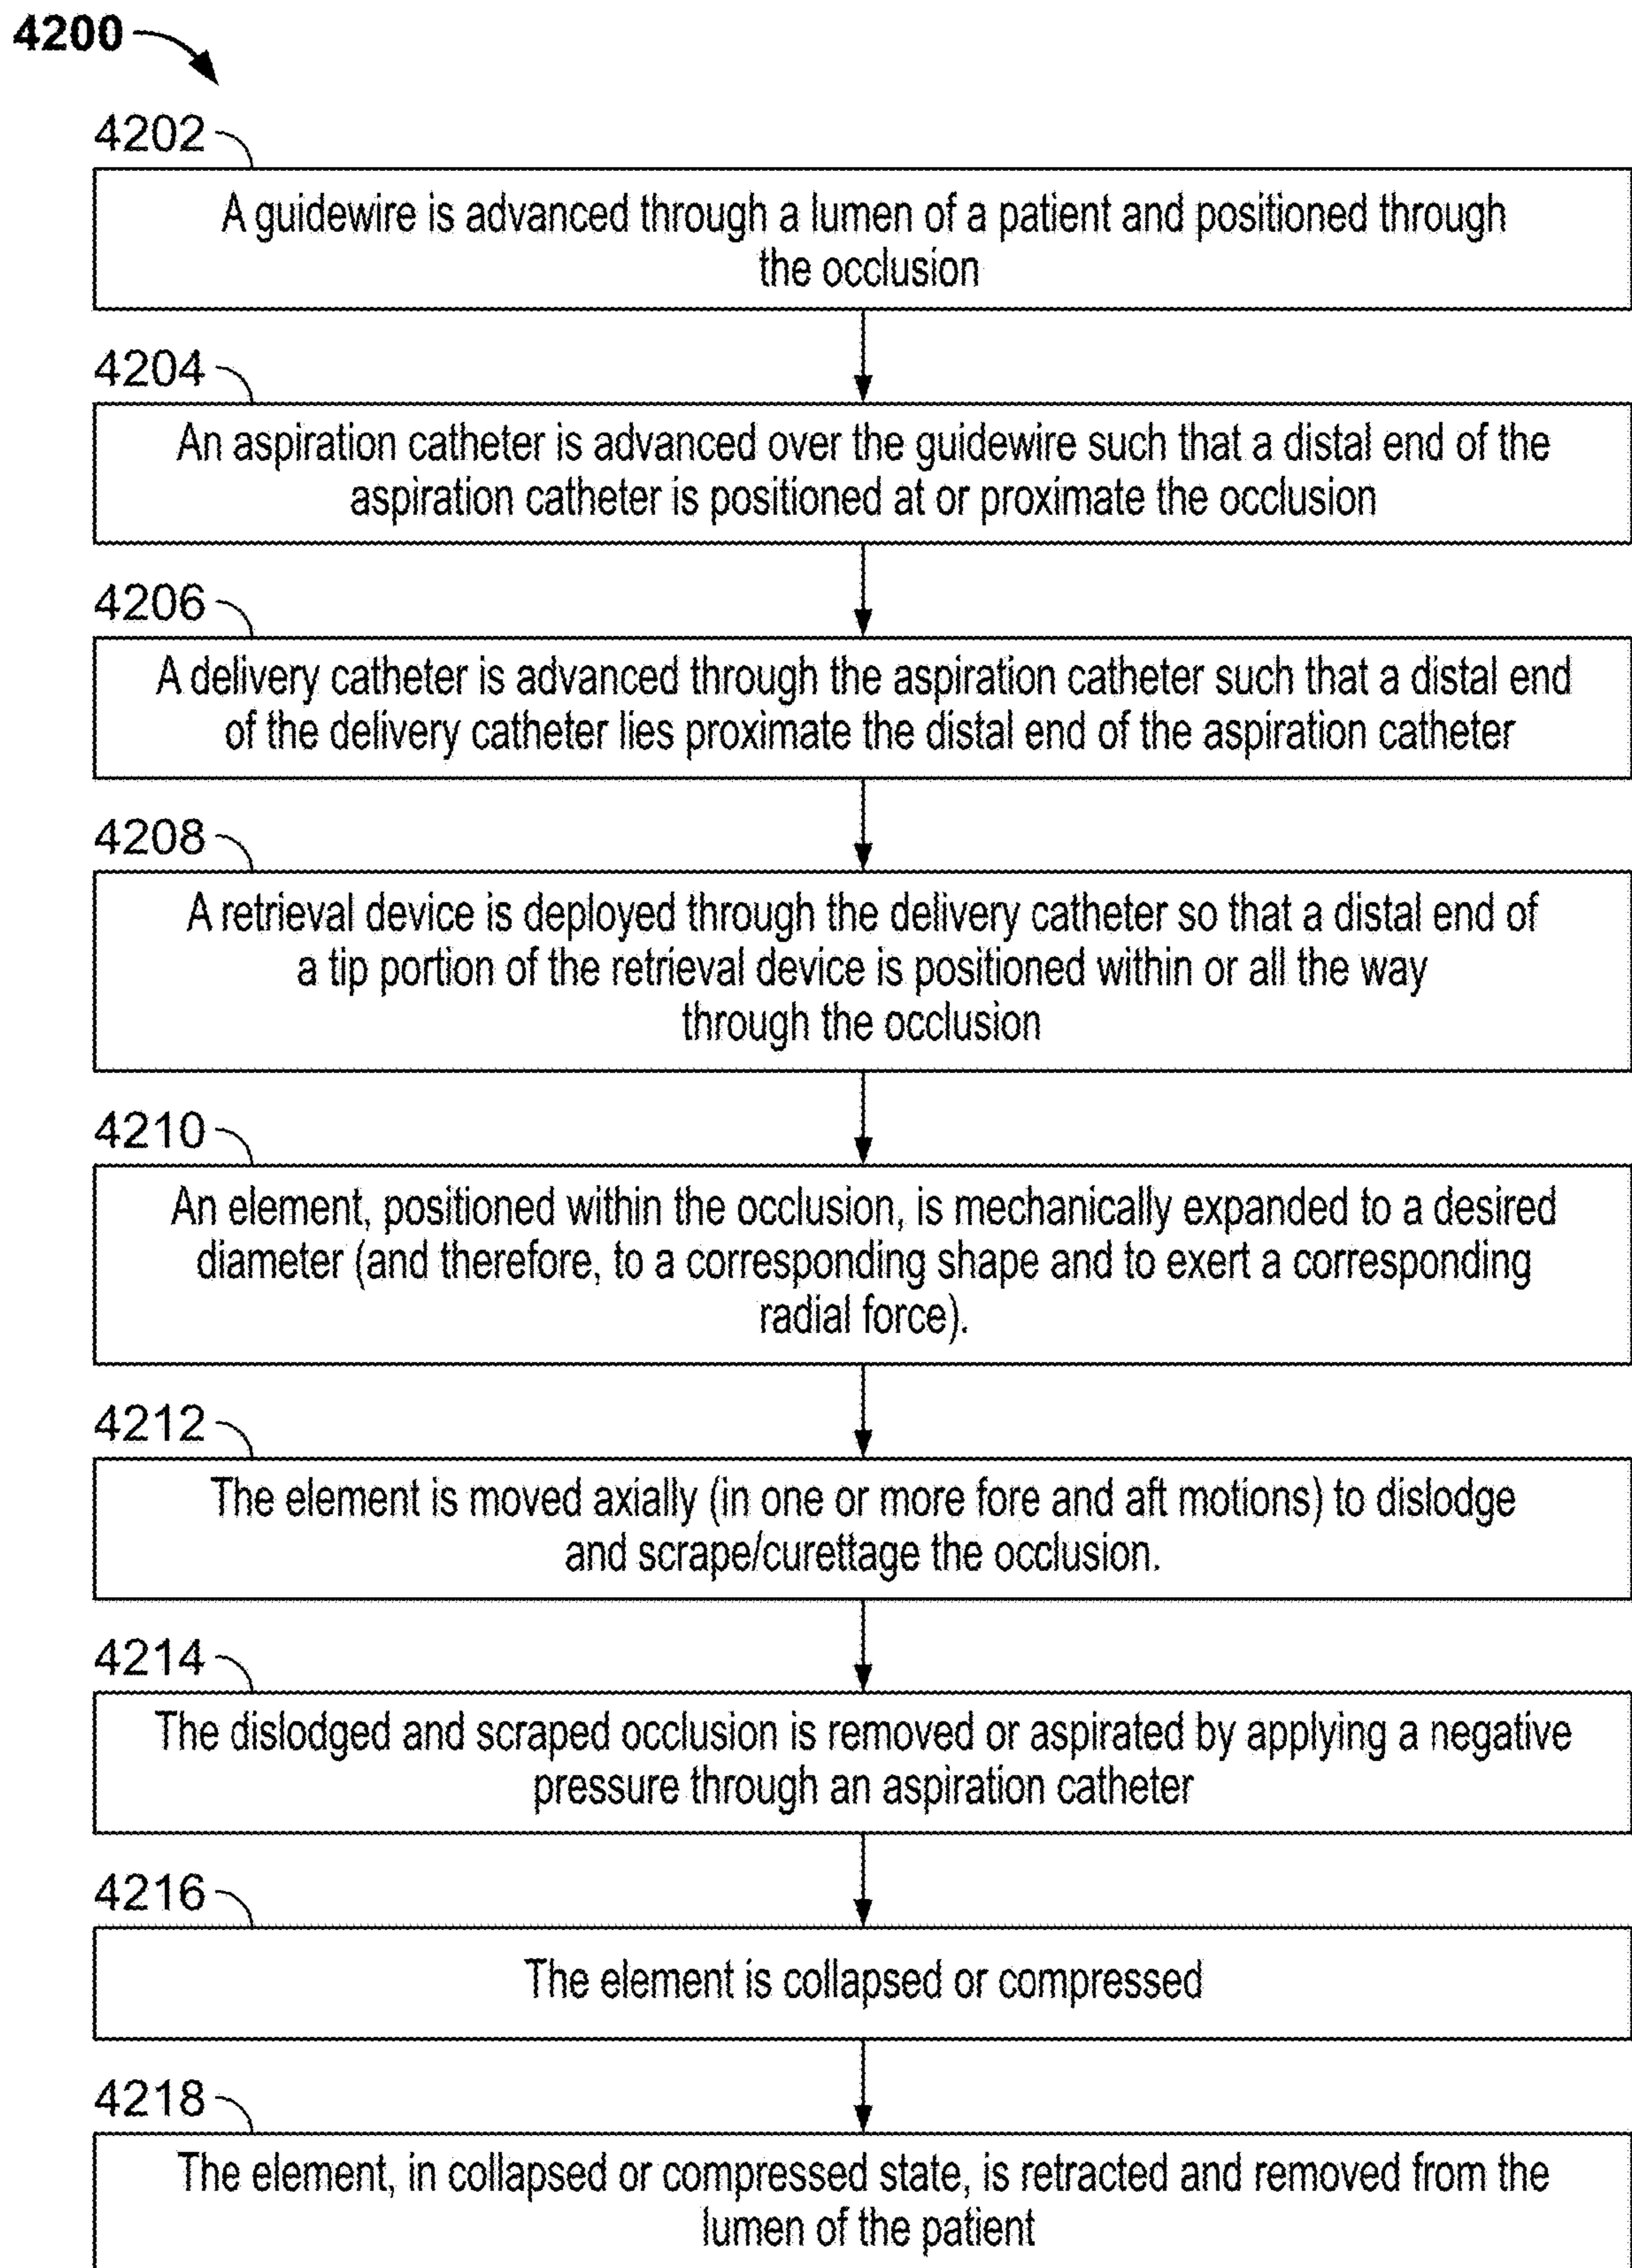 4200
4202
A guidewire is advanced through a lumen of a patient and positioned through
the occlusion
4204
An aspiration catheter is advanced over the guidewire such that a distal end of the
aspiration catheter is positioned at or proximate the occlusion
4206
A delivery catheter is advanced through the aspiration catheter such that a distal end
of the delivery catheter lies proximate the distal end of the aspiration catheter
4208
A retrieval device is deployed through the delivery catheter so that a distal end of
a tip portion of the retrieval device is positioned within or all the way
through the occlusion
4210
An element, positioned within the occlusion, is mechanically expanded to a desired
diameter (and therefore, to a corresponding shape and to exert a corresponding
radial force).
4212
The element is moved axially (in one or more fore and aft motions) to dislodge
and scrape/curettage the occlusion.
4214
The dislodged and scraped occlusion is removed or aspirated by applying a negative
pressure through an aspiration catheter
4216
The element is collapsed or compressed
4218
The element, in collapsed or compressed state, is retracted and removed from the
lumen of the patient